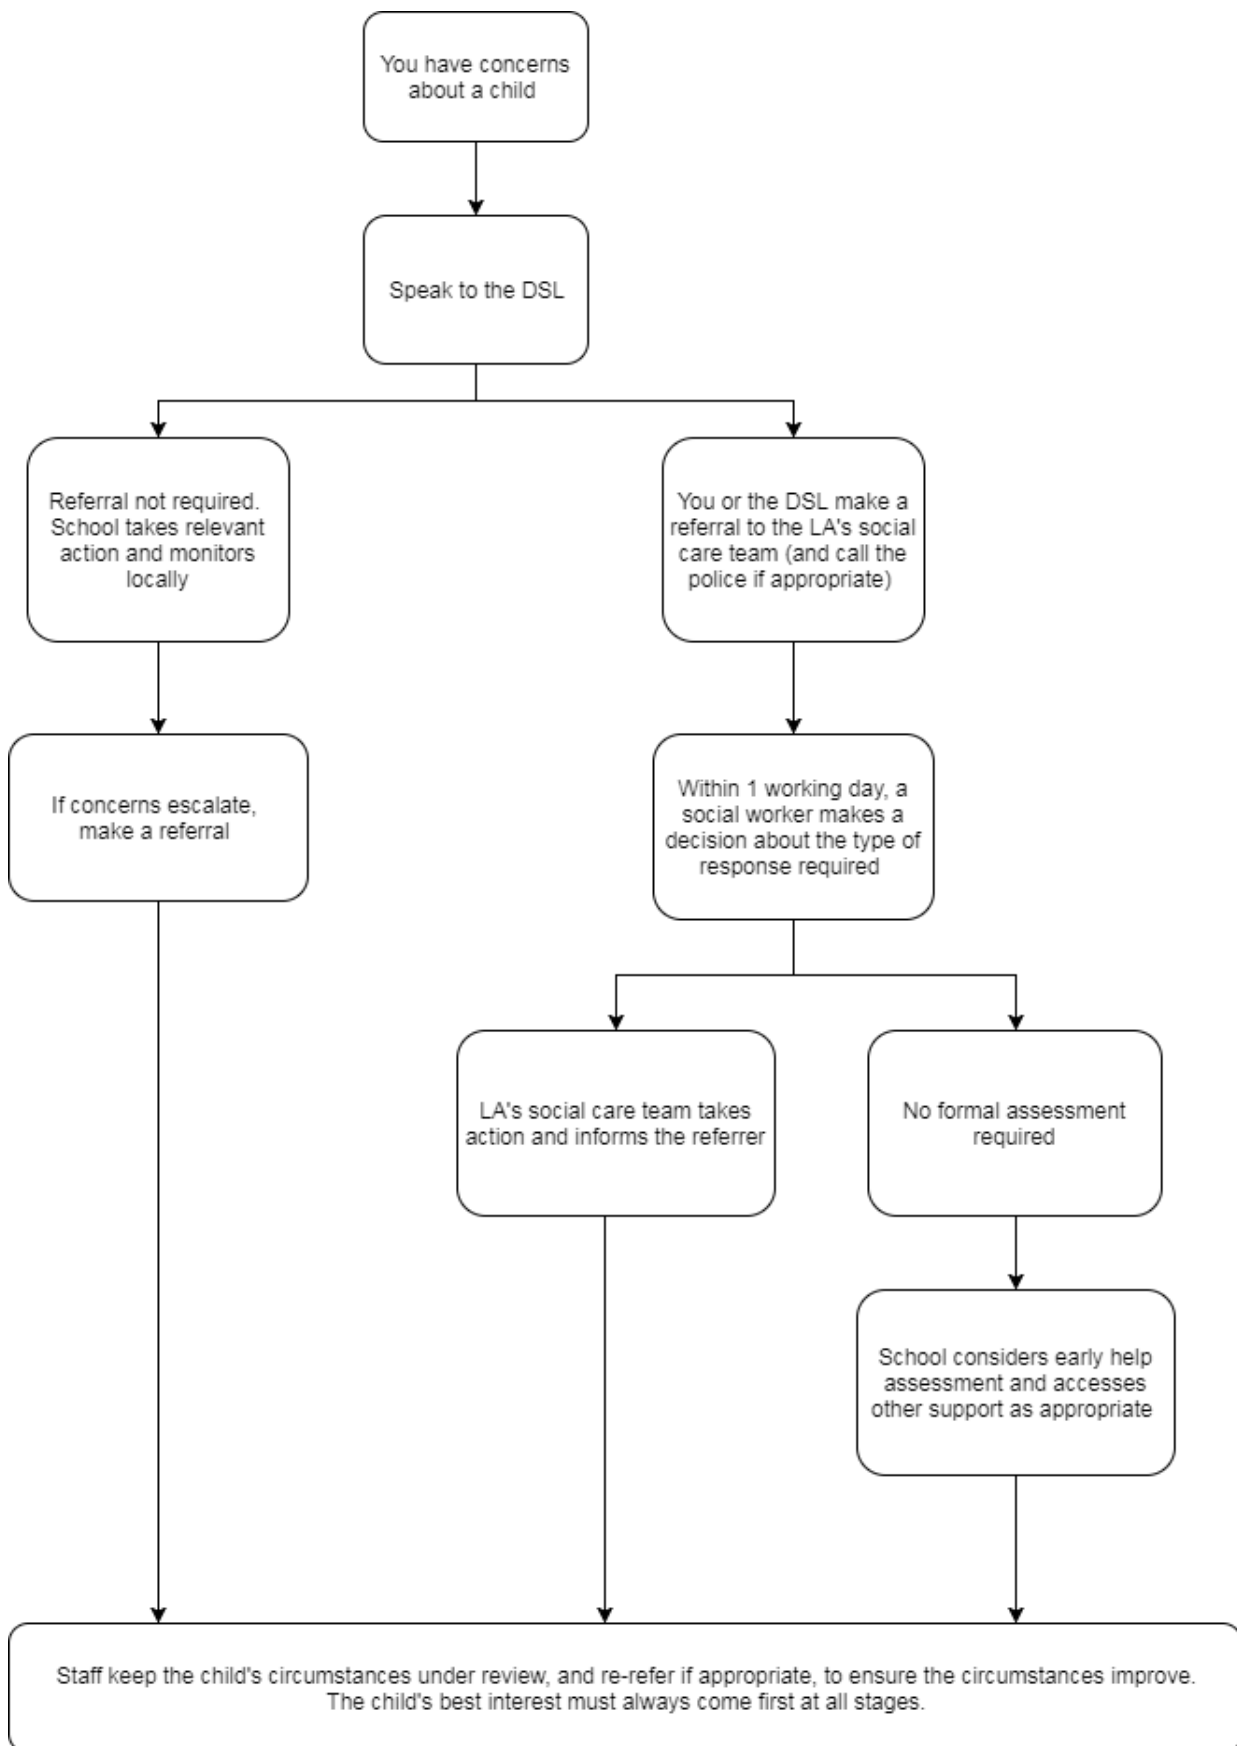 You have concerns
about a child
Speak to the DSL
Referral not required.
School takes relevant
action and monitors
locally
You or the DSL make a
referral to the LA's social
care team (and call the
police if appropriate)
If concerns escalate,
make a referral
Within 1 working day, a
social worker makes a
decision about the type of
response required
LA's social care team takes
action and informs the referrer
No formal assessment
required
School considers early help
assessment and accesses
other support as appropriate
Staff keep the child's circumstances under review, and re-refer if appropriate, to ensure the circumstances improve.
The child's best interest must always come first at all stages.